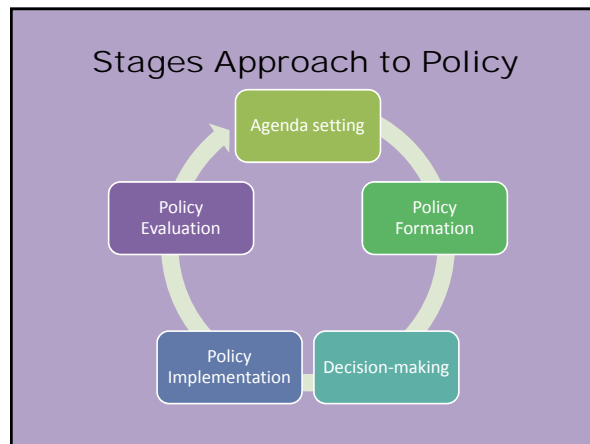 Stages Approach to Policy
Agenda setting
Policy
Formation
Decision-making
Policy
Implementation
Policy
Evaluation